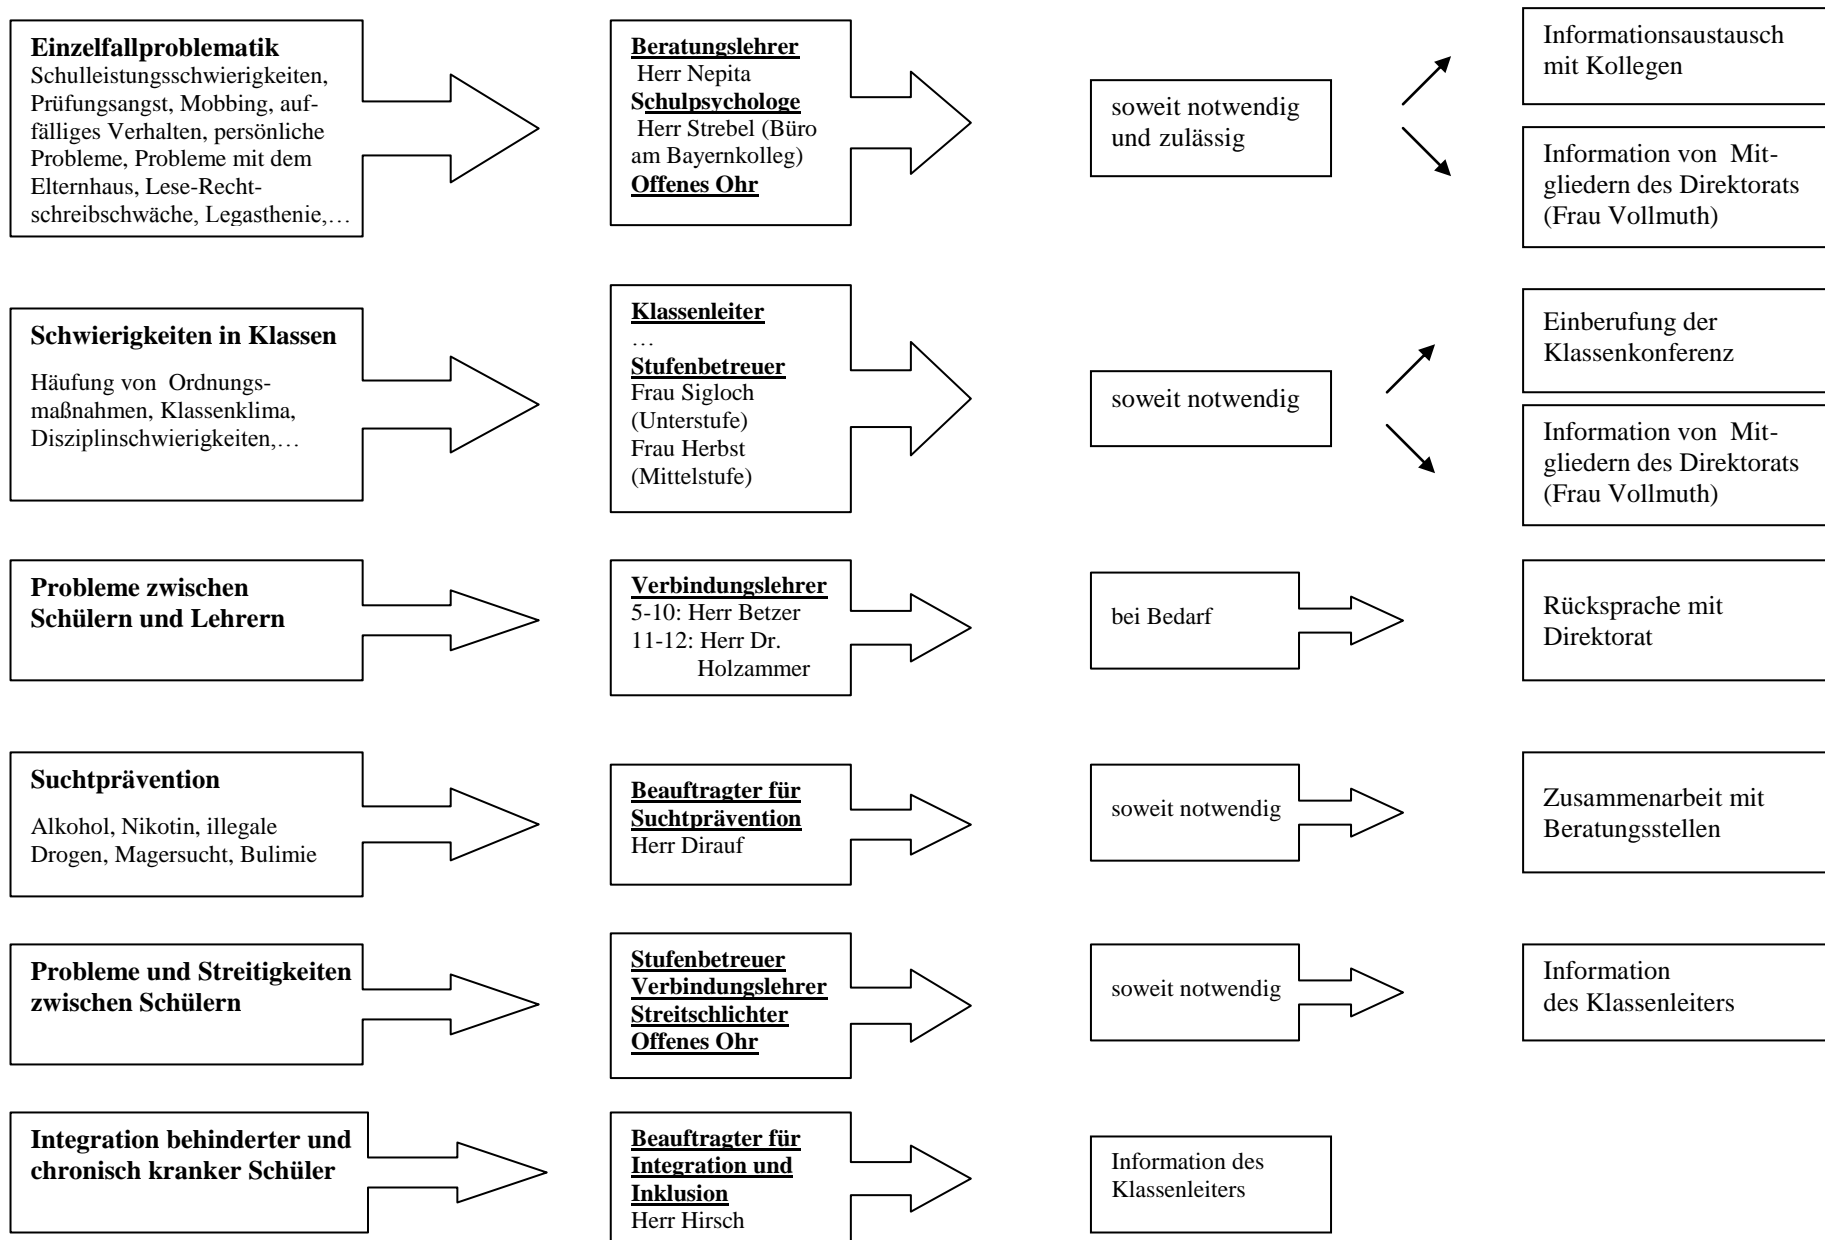 Einzelfallproblematik
Schulleistungsschwierigkeiten,
Prüfungsangst, Mobbing, auf-
fälliges Verhalten, persönliche
Probleme, Probleme mit dem
Elternhaus, Lese-Recht-
schreibschwäche, Legasthenie,…
Beratungslehrer
Herr Nepita
Schulpsychologe
Herr Strebel (Büro
am Bayernkolleg)
Offenes Ohr
soweit notwendig
und zulässig
Informationsaustausch
mit Kollegen
Information von Mit-
gliedern des Direktorats
(Frau Vollmuth)
Schwierigkeiten in Klassen
Häufung von Ordnungs-
maßnahmen, Klassenklima,
Disziplinschwierigkeiten,…
Klassenleiter
…
Stufenbetreuer
Frau Sigloch
(Unterstufe)
Frau Herbst
(Mittelstufe)
soweit notwendig
Einberufung der
Klassenkonferenz
Information von Mit-
gliedern des Direktorats
(Frau Vollmuth)
Probleme zwischen
Schülern und Lehrern
Verbindungslehrer
5-10: Herr Betzer
11-12: Herr Dr.
Holzammer
bei Bedarf
Rücksprache mit
Direktorat
Suchtprävention
Alkohol, Nikotin, illegale
Drogen, Magersucht, Bulimie
Beauftragter für
Suchtprävention
Herr Dirauf
soweit notwendig
Zusammenarbeit mit
Beratungsstellen
Probleme und Streitigkeiten
zwischen Schülern
Stufenbetreuer
Verbindungslehrer
Streitschlichter
Offenes Ohr
soweit notwendig
Information
des Klassenleiters
Integration behinderter und
chronisch kranker Schüler
Beauftragter für
Integration und
Inklusion
Herr Hirsch
Information des
Klassenleiters